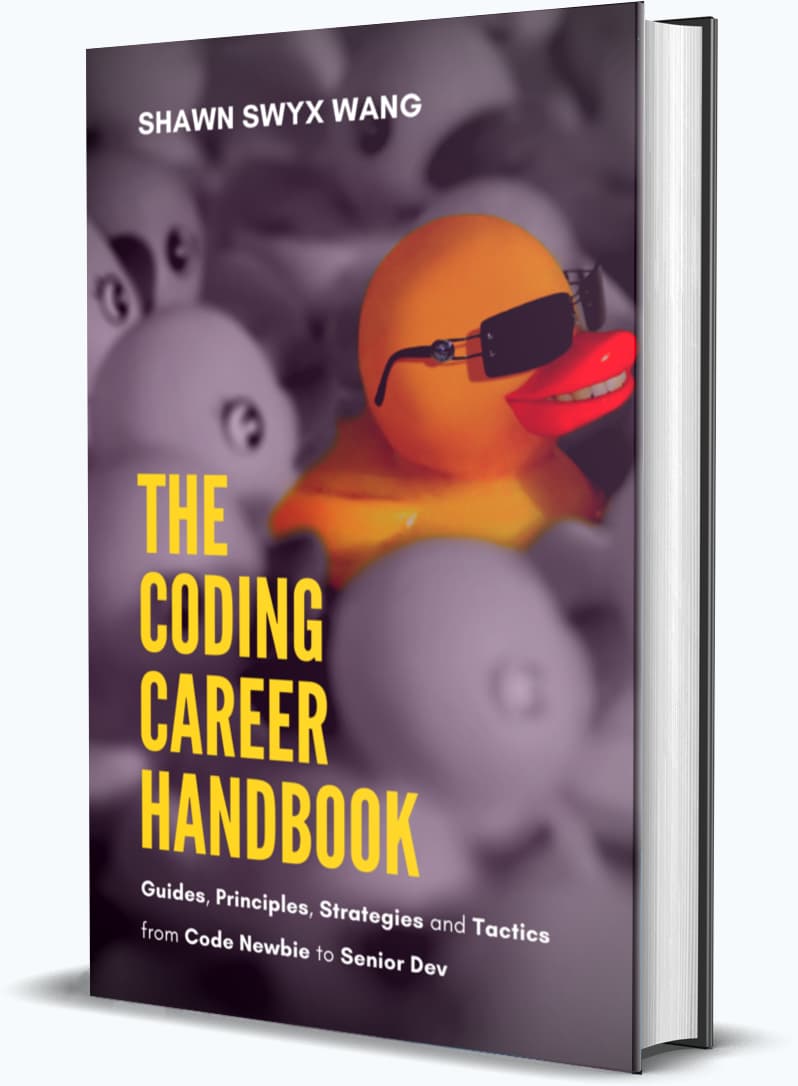 SHAWN SWYX WANG
THE
CODING
CAREER
HANDBOOK
Guides, Principles, Strategies and Tactics
from Code Newbie to Senior Dev